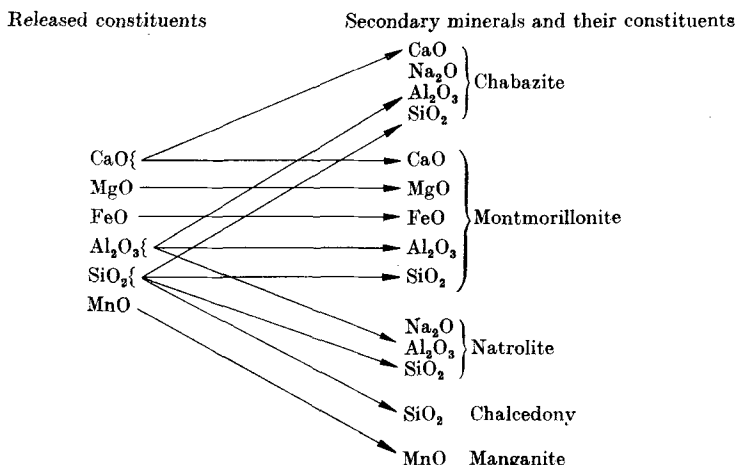 Released constituents Secondary minerals and their constituents
CaO
Na₂O
Al₂O₃
SiO₂
Chabazite
CaO{ CaO
MgO MgO
FeO FeO Montmorillonite
Al₂O₃{ Al₂O₃
SiO₂{ SiO₂
MnO
Na₂O
Al₂O₃ Natrolite
SiO₂
SiO₂ Chalcedony
MnO Manganite